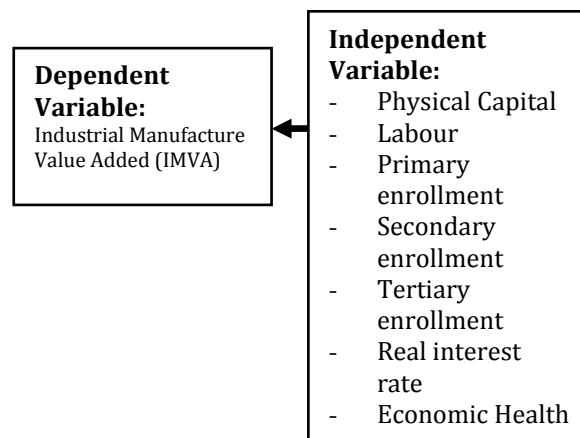 Dependent
Variable:
Industrial Manufacture
Value Added (IMVA)
Independent
Variable:
- Physical Capital
- Labour
- Primary
enrollment
- Secondary
enrollment
- Tertiary
enrollment
- Real interest
rate
- Economic Health